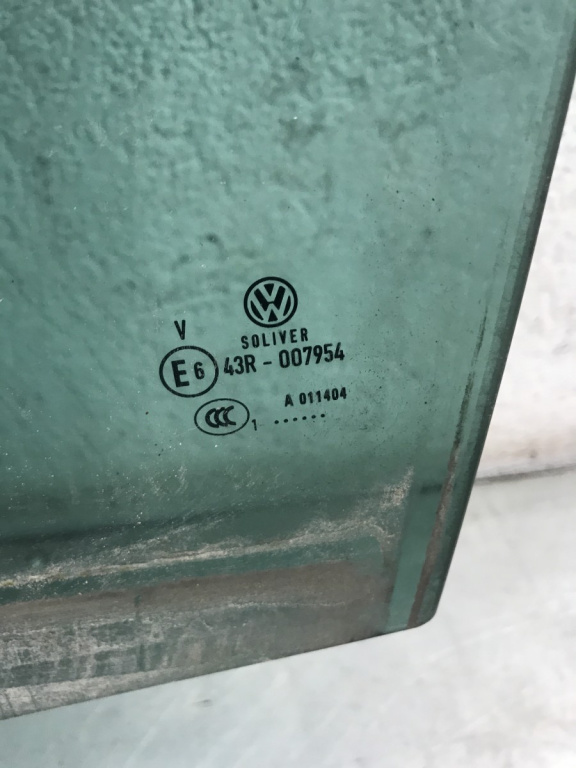 VW
SOLIVER
V
E6 43R - 007954
A 011404
CCC 1 ......